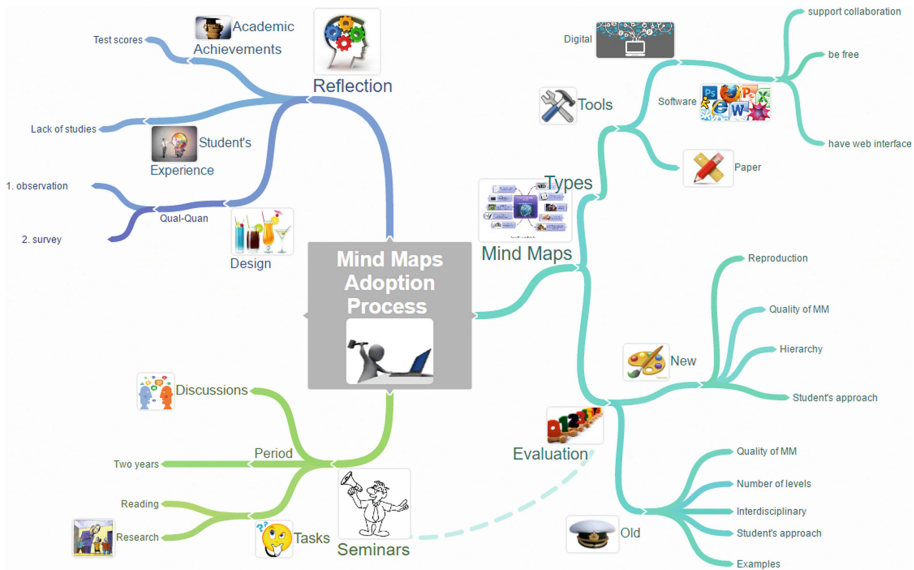 Mind Maps
Adoption
Process
Reflection
Academic
Achievements
Test scores
Lack of studies
Student's
Experience
1. observation
2. survey
Qual-Quan
Design
Mind Maps
Types
Tools
Digital
Software
support collaboration
be free
have web interface
Paper
Evaluation
New
Reproduction
Quality of MM
Hierarchy
Student's approach
Old
Quality of MM
Number of levels
Interdisciplinary
Student's approach
Examples
Seminars
Discussions
Period
Two years
Tasks
Reading
Research